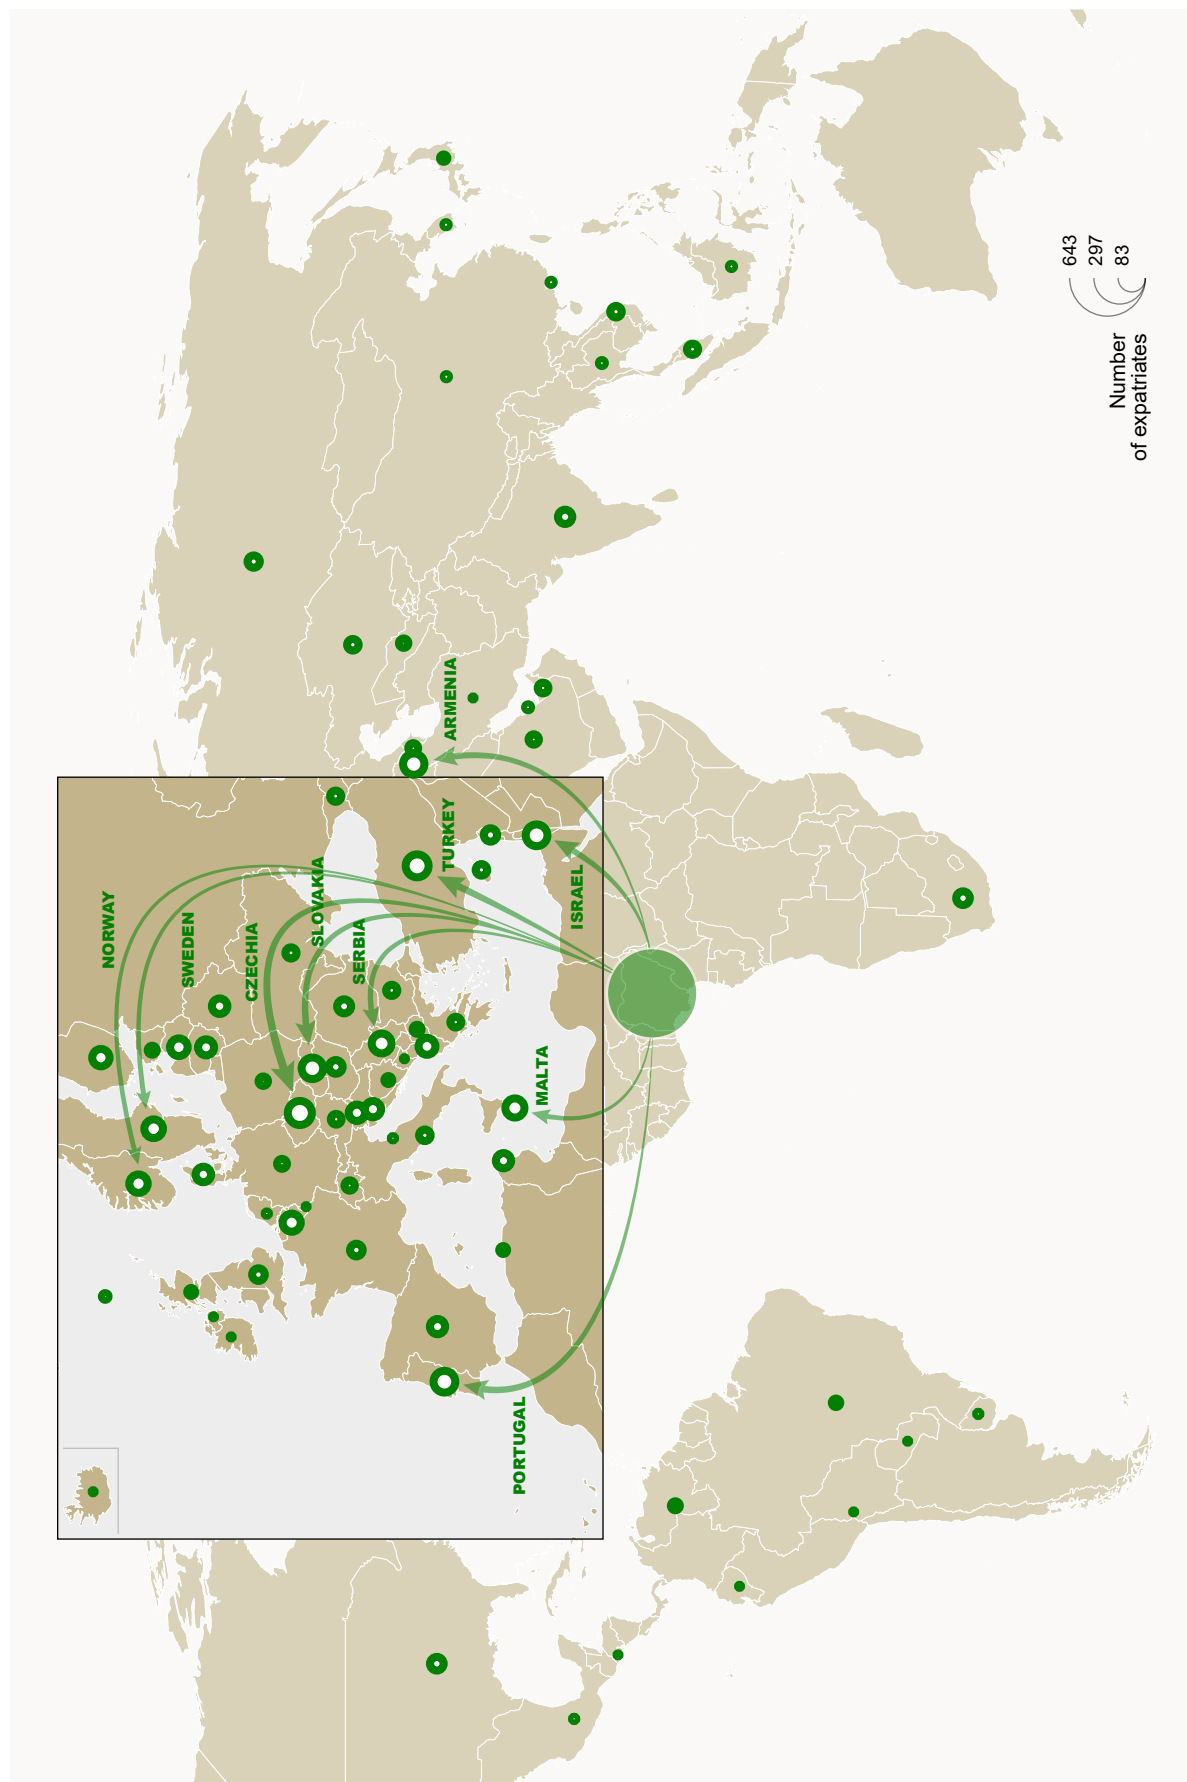 NORWAY
SWEDEN
CZECHIA
SLOVAKIA
SERBIA
TURKEY
ARMENIA
ISRAEL
MALTA
PORTUGAL
643
297
83
Number
of expatriates